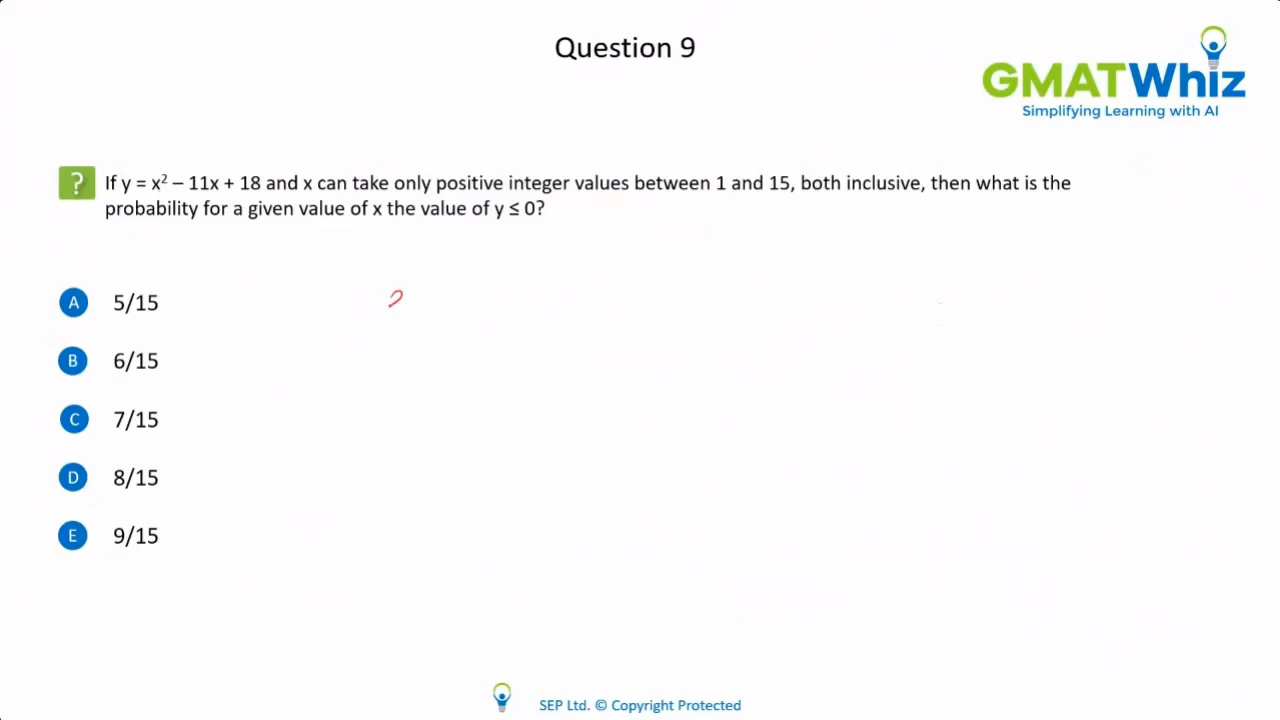 Question 9
GMATWhiz
Simplifying Learning with AI
? If y = x² – 11x + 18 and x can take only positive integer values between 1 and 15, both inclusive, then what is the
probability for a given value of x the value of y ≤ 0?
A 5/15
B 6/15
C 7/15
D 8/15
E 9/15
SEP Ltd. © Copyright Protected